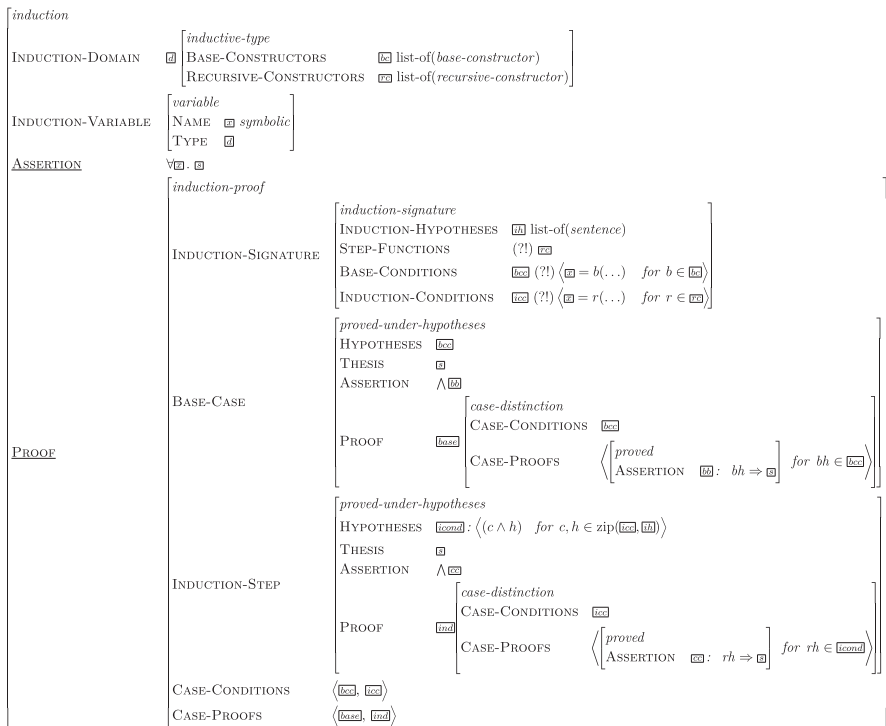 induction
INDUCTION-DOMAIN d inductive-type
BASE-CONSTRUCTORS bc list-of(base-constructor)
RECURSIVE-CONSTRUCTORS rc list-of(recursive-constructor)
INDUCTION-VARIABLE variable
NAME x symbolic
TYPE d
ASSERTION ∀x. s
PROOF
induction-proof
INDUCTION-SIGNATURE
induction-signature
INDUCTION-HYPOTHESES ih list-of(sentence)
STEP-FUNCTIONS (?!) rc
BASE-CONDITIONS bcc (?!) ⟨x = b(...) for b ∈ bc⟩
INDUCTION-CONDITIONS icc (?!) ⟨x = r(...) for r ∈ rc⟩
BASE-CASE
proved-under-hypotheses
HYPOTHESES bcc
THESIS s
ASSERTION ⋀ bb
PROOF base
case-distinction
CASE-CONDITIONS bcc
CASE-PROOFS ⟨[proved
ASSERTION bb : bh ⇒ s] for bh ∈ bcc⟩
INDUCTION-STEP
proved-under-hypotheses
HYPOTHESES icond : ⟨(c ∧ h) for c, h ∈ zip(icc, ih)⟩
THESIS s
ASSERTION ⋀ cc
PROOF ind
case-distinction
CASE-CONDITIONS icc
CASE-PROOFS ⟨[proved
ASSERTION cc : rh ⇒ s] for rh ∈ icond⟩
CASE-CONDITIONS ⟨bcc, icc⟩
CASE-PROOFS ⟨base, ind⟩